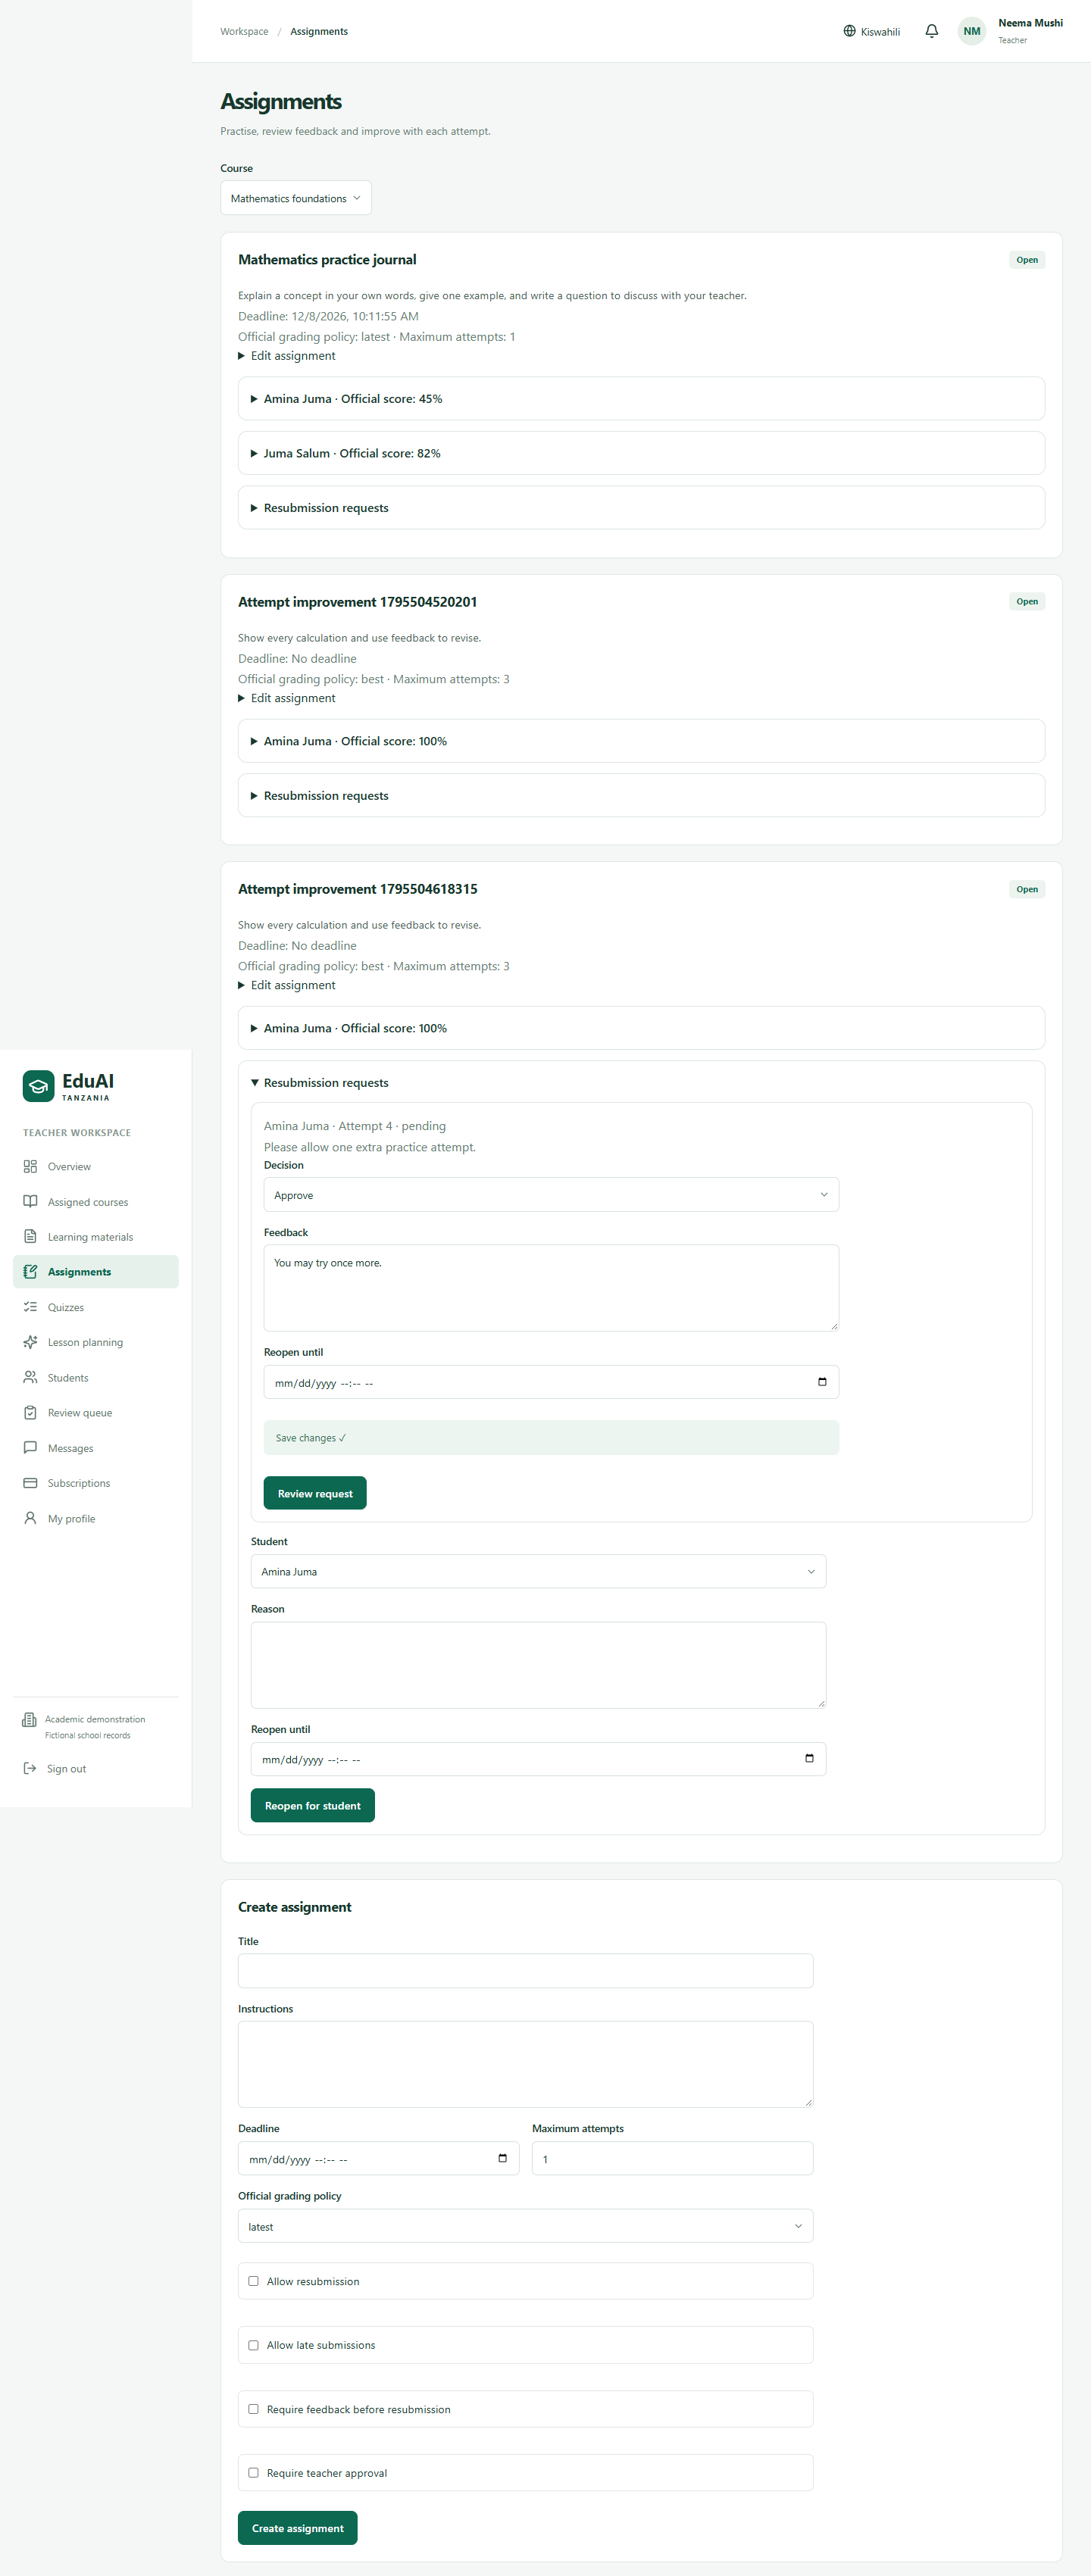 Workspace / Assignments
Kiswahili
NM
Neema Mushi
Teacher
Assignments
Practise, review feedback and improve with each attempt.
Course
Mathematics foundations
Mathematics practice journal
Open
Explain a concept in your own words, give one example, and write a question to discuss with your teacher.
Deadline: 12/8/2026, 10:11:55 AM
Official grading policy: latest · Maximum attempts: 1
Edit assignment
Amina Juma · Official score: 45%
Juma Salum · Official score: 82%
Resubmission requests
Attempt improvement 1795504520201
Open
Show every calculation and use feedback to revise.
Deadline: No deadline
Official grading policy: best · Maximum attempts: 3
Edit assignment
Amina Juma · Official score: 100%
Resubmission requests
Attempt improvement 1795504618315
Open
Show every calculation and use feedback to revise.
Deadline: No deadline
Official grading policy: best · Maximum attempts: 3
Edit assignment
Amina Juma · Official score: 100%
Resubmission requests
Amina Juma · Attempt 4 · pending
Please allow one extra practice attempt.
Decision
Approve
Feedback
You may try once more.
Reopen until
mm/dd/yyyy --:-- --
Save changes ✓
Review request
Student
Amina Juma
Reason
Reopen until
mm/dd/yyyy --:-- --
Reopen for student
EduAI
TANZANIA
TEACHER WORKSPACE
Overview
Assigned courses
Learning materials
Assignments
Quizzes
Lesson planning
Students
Review queue
Messages
Subscriptions
My profile
Academic demonstration
Fictional school records
Sign out
Create assignment
Title
Instructions
Deadline
Maximum attempts
mm/dd/yyyy --:-- --
1
Official grading policy
latest
Allow resubmission
Allow late submissions
Require feedback before resubmission
Require teacher approval
Create assignment